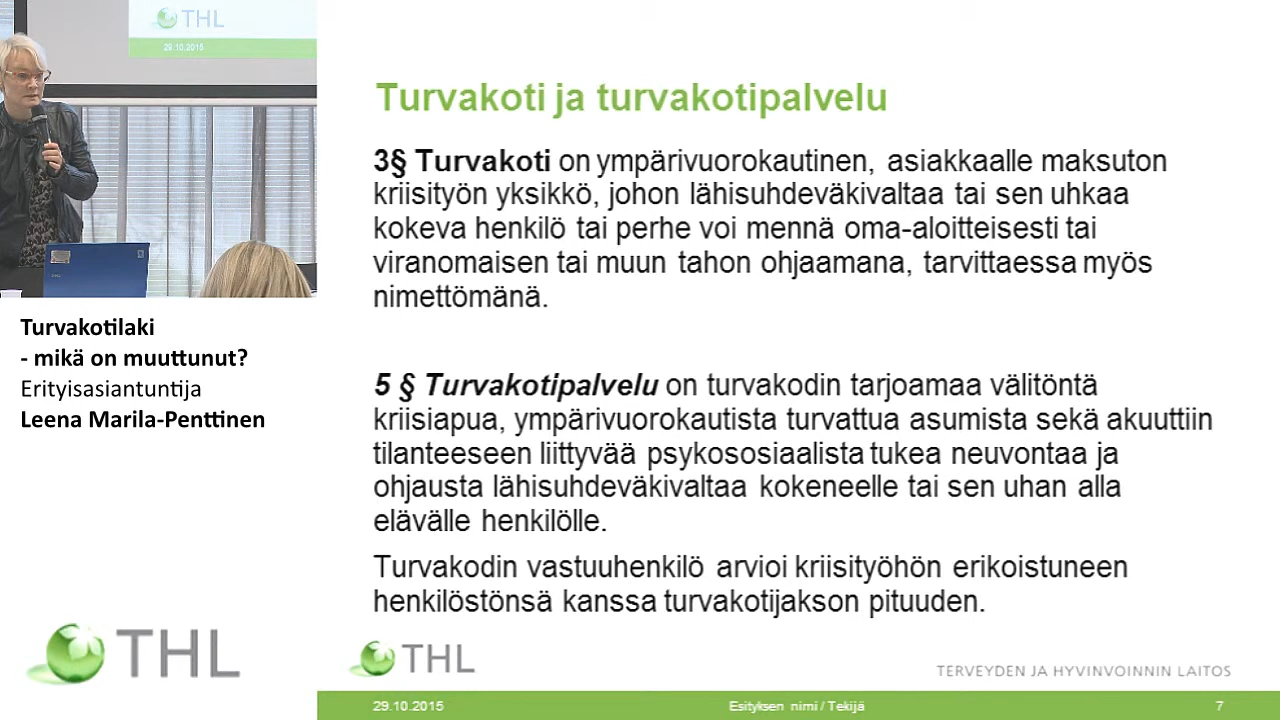 THL
29.10.2015
Turvakotilaki
- mikä on muuttunut?
Erityisasiantuntija
Leena Marila-Penttinen
THL
Turvakoti ja turvakotipalvelu
3§ Turvakoti on ympärivuorokautinen, asiakkaalle maksuton
kriisityön yksikkö, johon lähisuhdeväkivaltaa tai sen uhkaa
kokeva henkilö tai perhe voi mennä oma-aloitteisesti tai
viranomaisen tai muun tahon ohjaamana, tarvittaessa myös
nimettömänä.
5 § Turvakotipalvelu on turvakodin tarjoamaa välitöntä
kriisiapua, ympärivuorokautista turvattua asumista sekä akuuttiin
tilanteeseen liittyvää psykososiaalista tukea neuvontaa ja
ohjausta lähisuhdeväkivaltaa kokeneelle tai sen uhan alla
elävälle henkilölle.
Turvakodin vastuuhenkilö arvioi kriisityöhön erikoistuneen
henkilöstönsä kanssa turvakotijakson pituuden.
THL
TERVEYDEN JA HYVINVOINNIN LAITOS
29.10.2015 Esityksen nimi / Tekijä 7